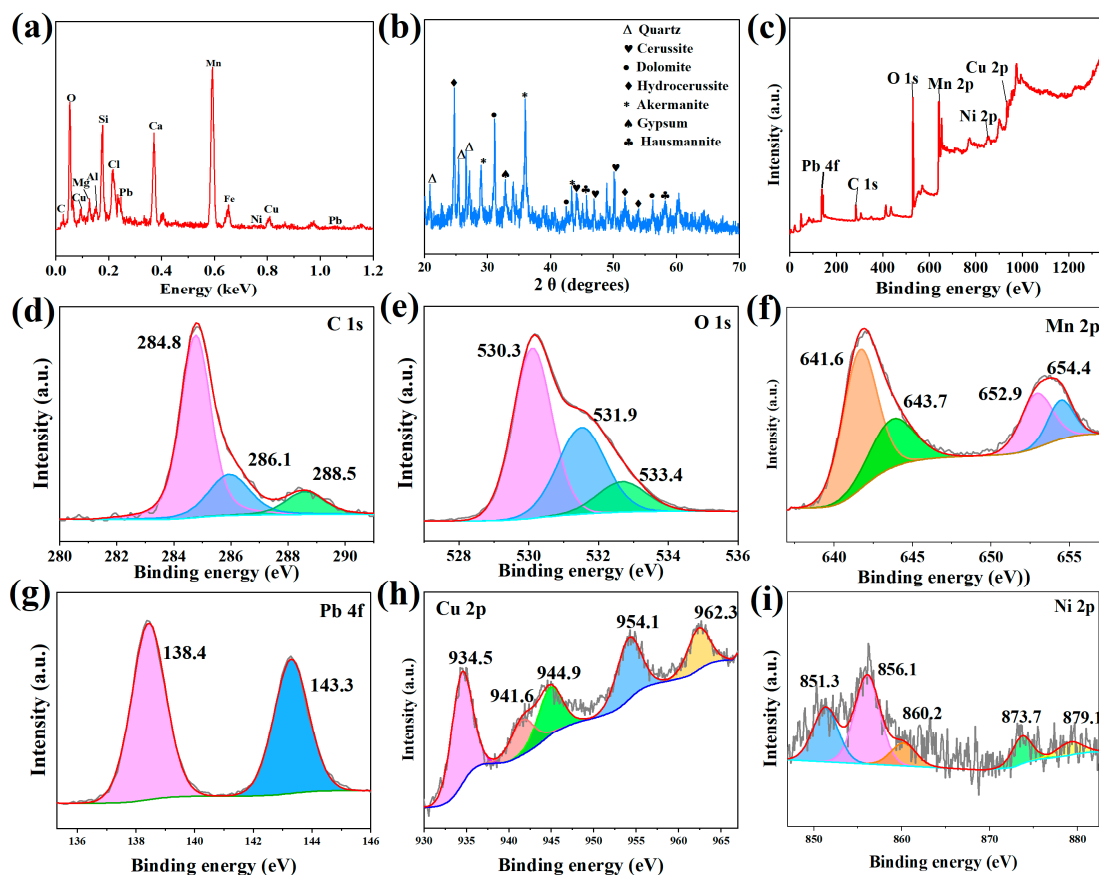 (a)
Intensity (a.u.)
C
O
Mg
Cu
Al
Si
Cl
Pb
Ca
Mn
Fe
Ni
Cu
Pb
0.0 0.2 0.4 0.6 0.8 1.0 1.2
Energy (keV)
(b)
Intensity (a.u.)
Δ Quartz
♥ Cerussite
● Dolomite
♦ Hydrocerussite
* Akermanite
♠ Gypsum
♣ Hausmannite
20 30 40 50 60 70
2 θ (degrees)
(c)
Intensity (a.u.)
Pb 4f
C 1s
O 1s
Mn 2p
Ni 2p
Cu 2p
0 200 400 600 800 1000 1200
Binding energy (eV)
(d)
C 1s
Intensity (a.u.)
284.8
286.1
288.5
280 282 284 286 288 290
Binding energy (eV)
(e)
O 1s
Intensity (a.u.)
530.3
531.9
533.4
528 530 532 534 536
Binding energy (eV)
(f)
Mn 2p
Intensity (a.u.)
641.6
643.7
652.9
654.4
640 645 650 655
Binding energy (eV))
(g)
Pb 4f
Intensity (a.u.)
138.4
143.3
136 138 140 142 144 146
Binding energy (eV)
(h)
Cu 2p
Intensity (a.u.)
934.5
941.6
944.9
954.1
962.3
930 935 940 945 950 955 960 965
Binding energy (eV)
(i)
Ni 2p
Intensity (a.u.)
851.3
856.1
860.2
873.7
879.1
850 860 870 880
Binding energy (eV)